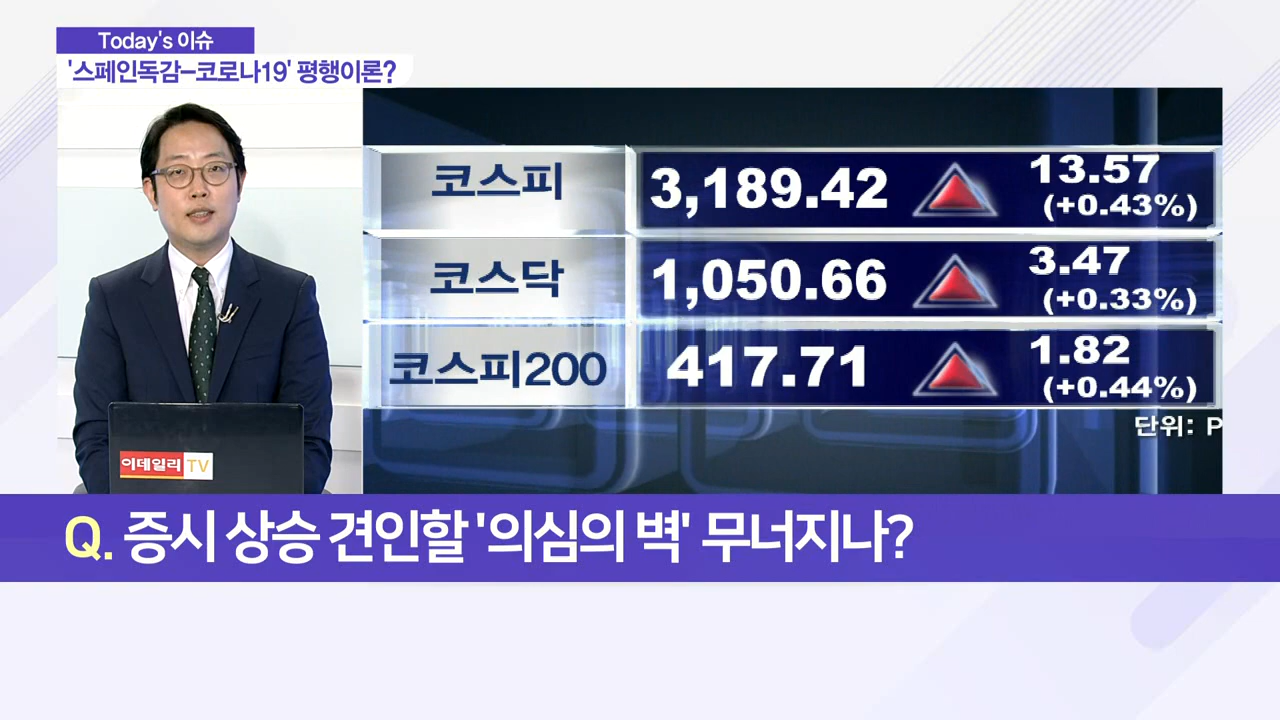 Today's 이슈
'스페인독감-코로나19' 평행이론?
코스피 3,189.42 13.57 (+0.43%)
코스닥 1,050.66 3.47 (+0.33%)
코스피200 417.71 1.82 (+0.44%)
단위: P
이데일리 TV
Q. 증시 상승 견인할 '의심의 벽' 무너지나?